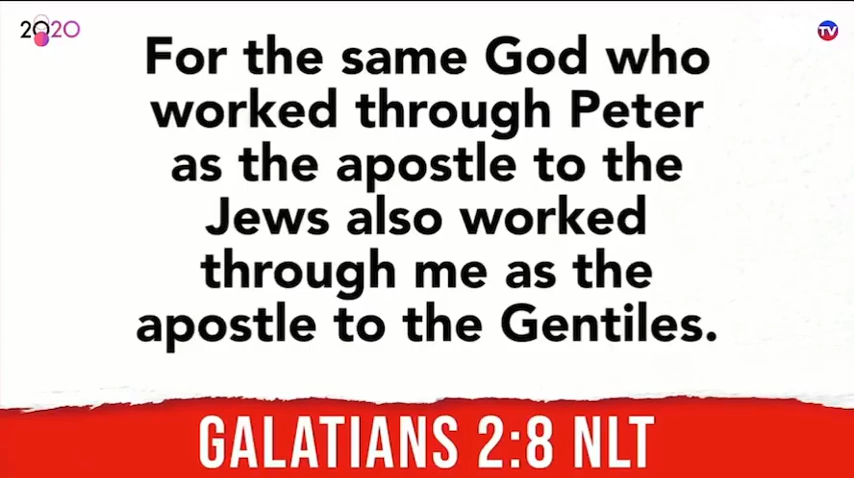 2020
TV
For the same God who
worked through Peter
as the apostle to the
Jews also worked
through me as the
apostle to the Gentiles.
GALATIANS 2:8 NLT